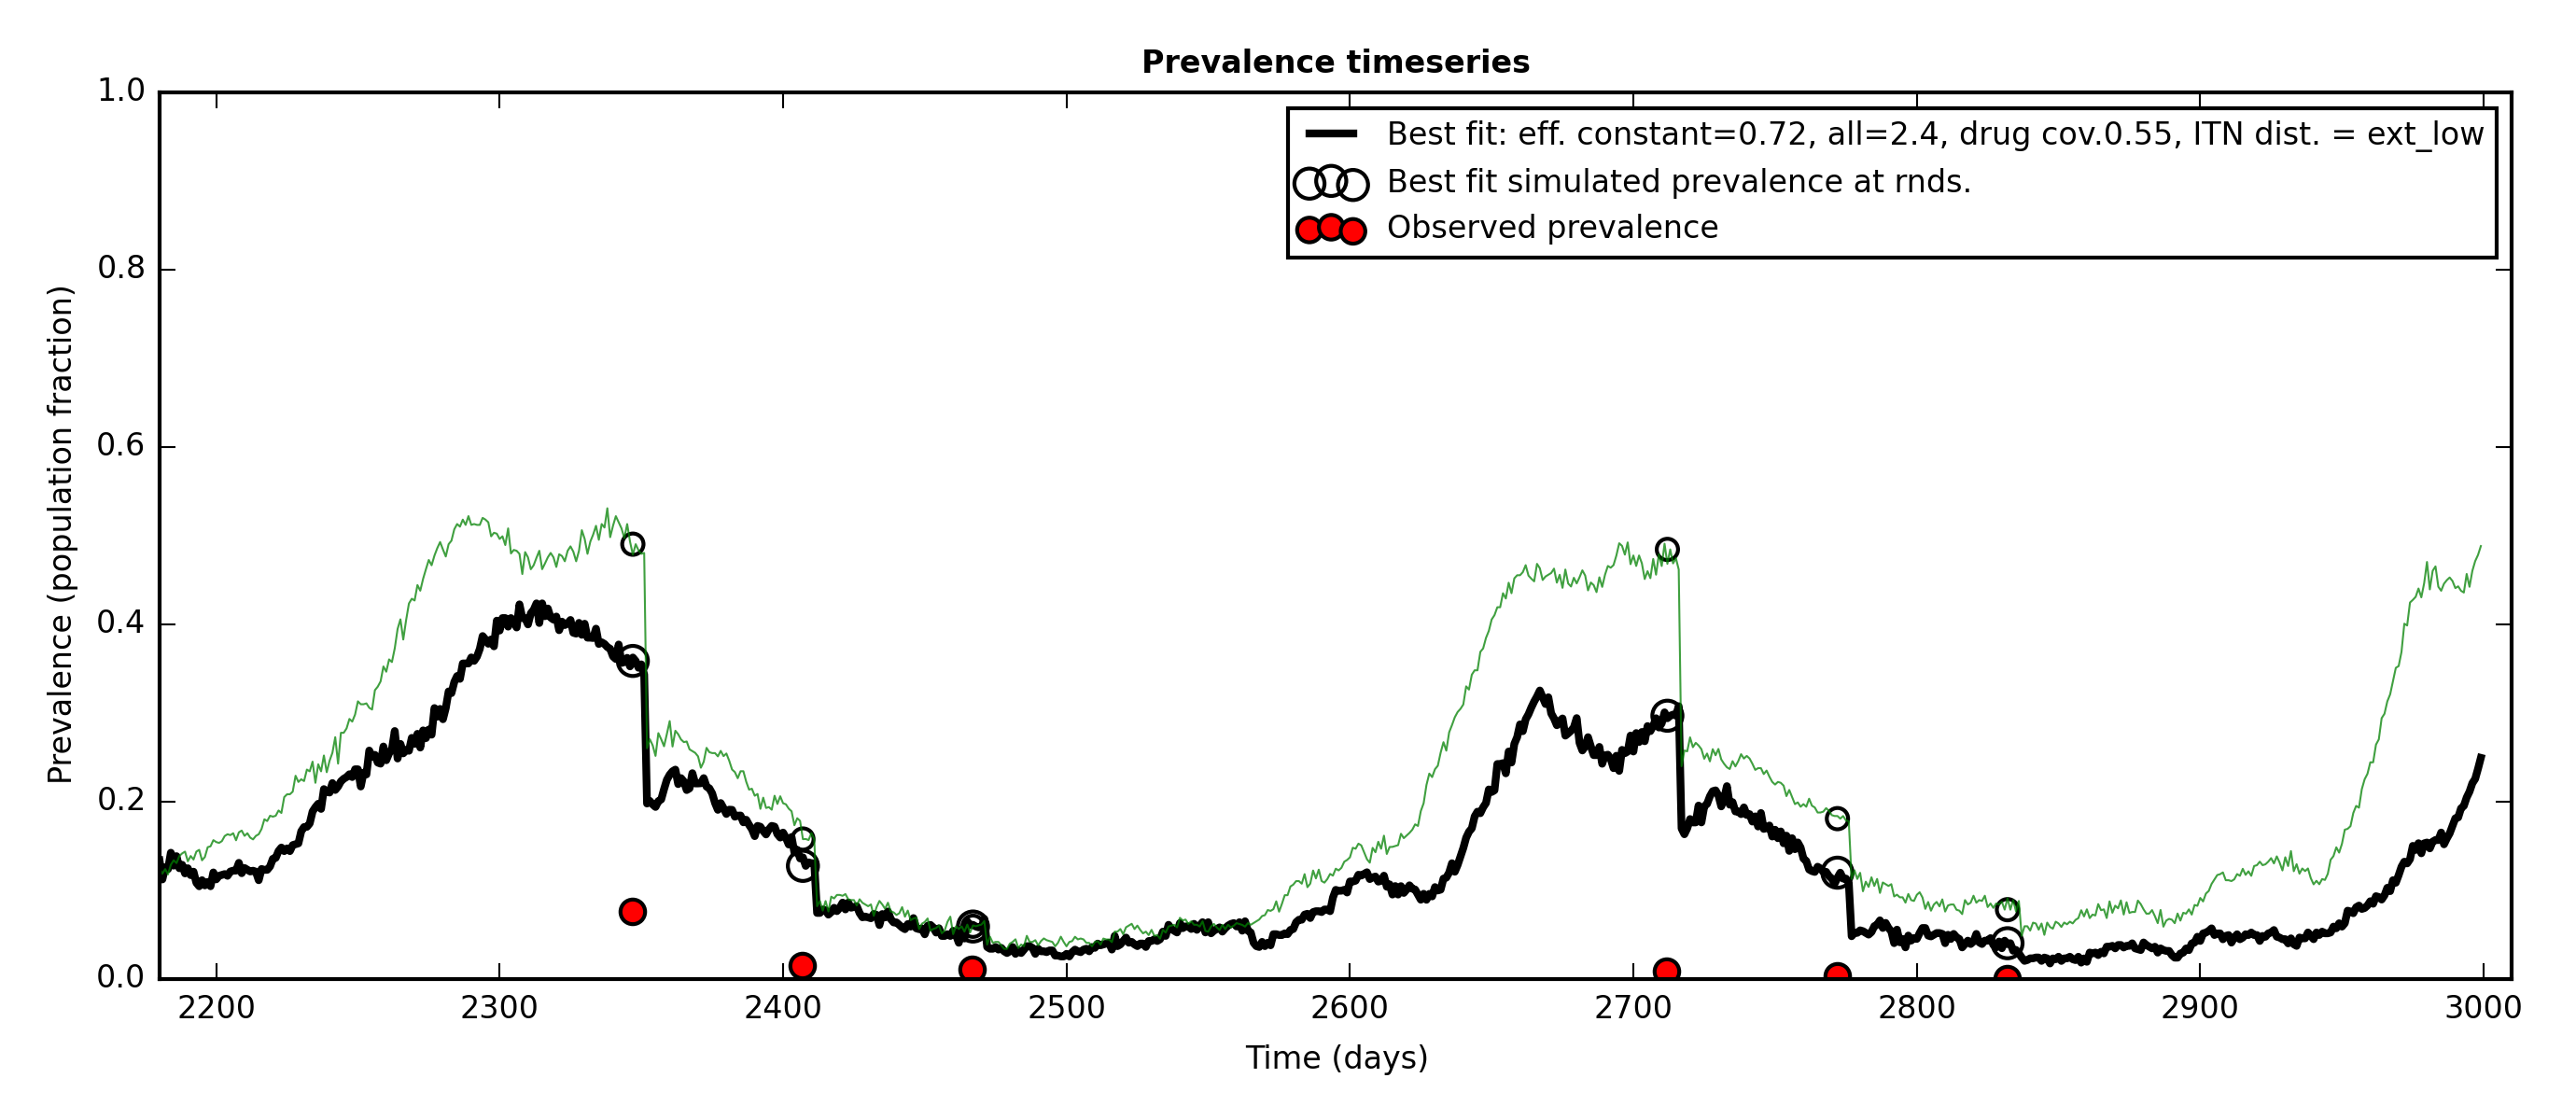 Prevalence timeseries
Best fit: eff. constant=0.72, all=2.4, drug cov.0.55, ITN dist. = ext_low
Best fit simulated prevalence at rnds.
Observed prevalence
Prevalence (population fraction)
1.0
0.8
0.6
0.4
0.2
0.0
2200 2300 2400 2500 2600 2700 2800 2900 3000
Time (days)